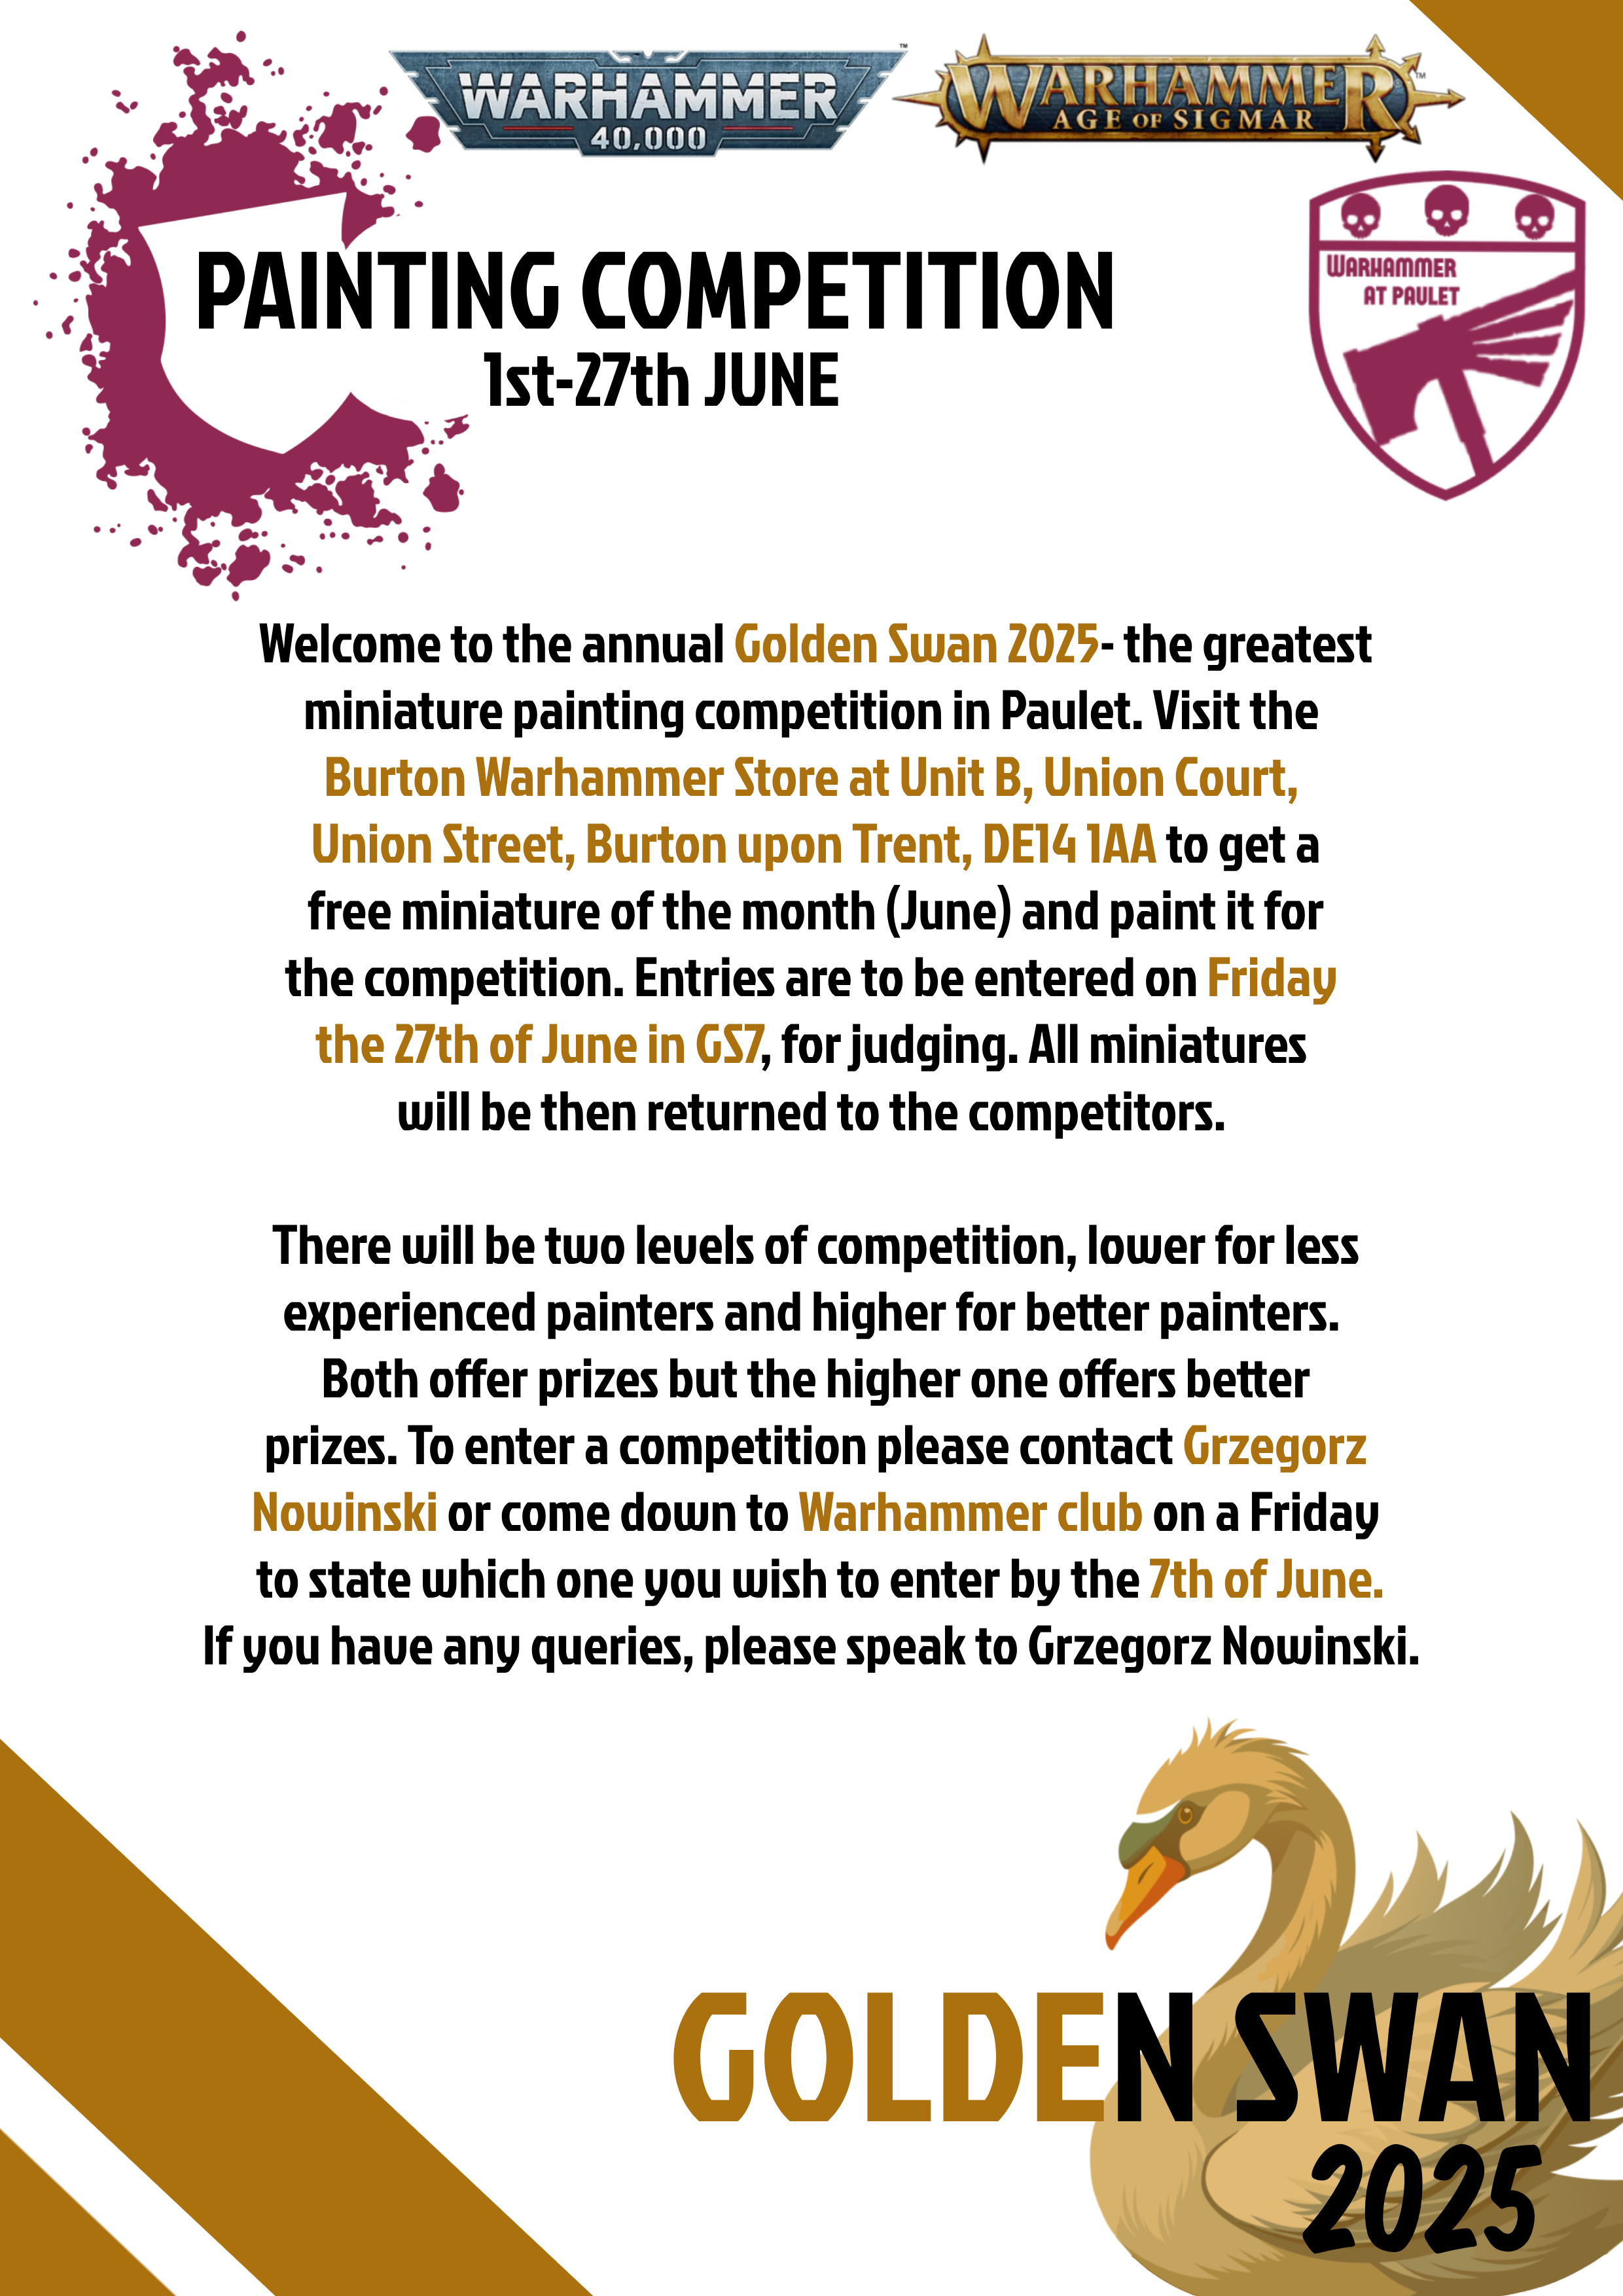 WARHAMMER
40,000
™
WARHAMMER
AGE OF SIGMAR
™
PAINTING COMPETITION
1st-27th JUNE
WARHAMMER
AT PAULET
Welcome to the annual Golden Swan 2025- the greatest
miniature painting competition in Paulet. Visit the
Burton Warhammer Store at Unit B, Union Court,
Union Street, Burton upon Trent, DE14 1AA to get a
free miniature of the month (June) and paint it for
the competition. Entries are to be entered on Friday
the 27th of June in GS7, for judging. All miniatures
will be then returned to the competitors.
There will be two levels of competition, lower for less
experienced painters and higher for better painters.
Both offer prizes but the higher one offers better
prizes. To enter a competition please contact Grzegorz
Nowinski or come down to Warhammer club on a Friday
to state which one you wish to enter by the 7th of June.
If you have any queries, please speak to Grzegorz Nowinski.
GOLDEN SWAN
2025